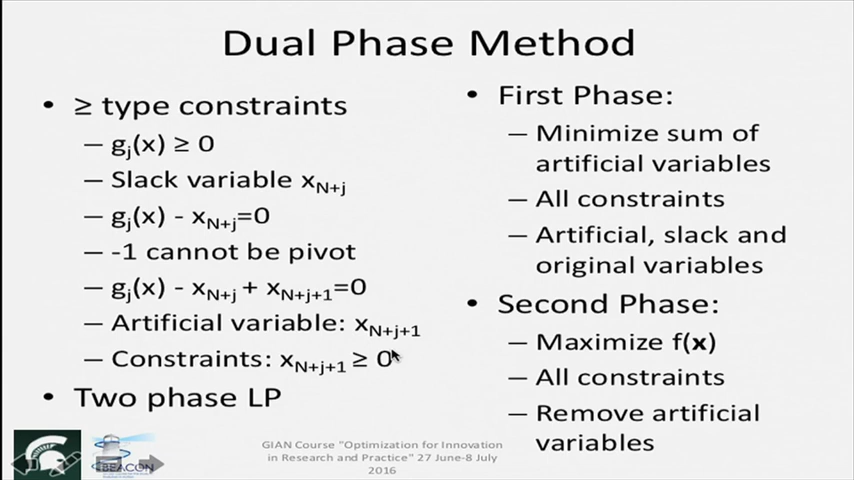 Dual Phase Method
• ≥ type constraints
– gj(x) ≥ 0
– Slack variable xN+j
– gj(x) - xN+j=0
– -1 cannot be pivot
– gj(x) - xN+j + xN+j+1=0
– Artificial variable: xN+j+1
– Constraints: xN+j+1 ≥ 0
• Two phase LP
• First Phase:
– Minimize sum of
artificial variables
– All constraints
– Artificial, slack and
original variables
• Second Phase:
– Maximize f(x)
– All constraints
– Remove artificial
variables
BEACON
GIAN Course "Optimization for Innovation
in Research and Practice" 27 June-8 July
2016